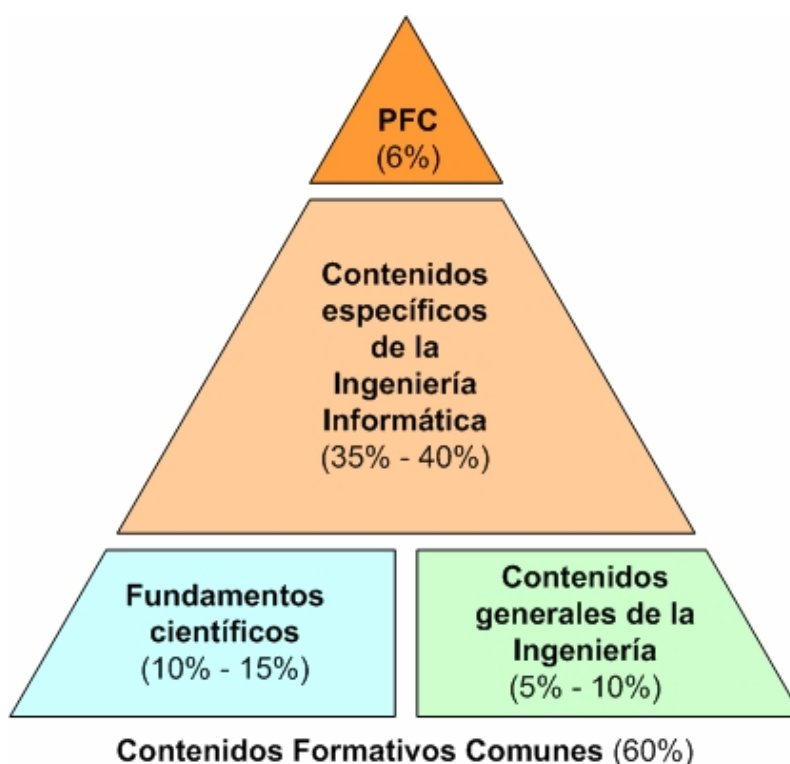 PFC
(6%)
Contenidos
específicos
de la
Ingeniería
Informática
(35% - 40%)
Fundamentos
científicos
(10% - 15%)
Contenidos
generales de la
Ingeniería
(5% - 10%)
Contenidos Formativos Comunes (60%)